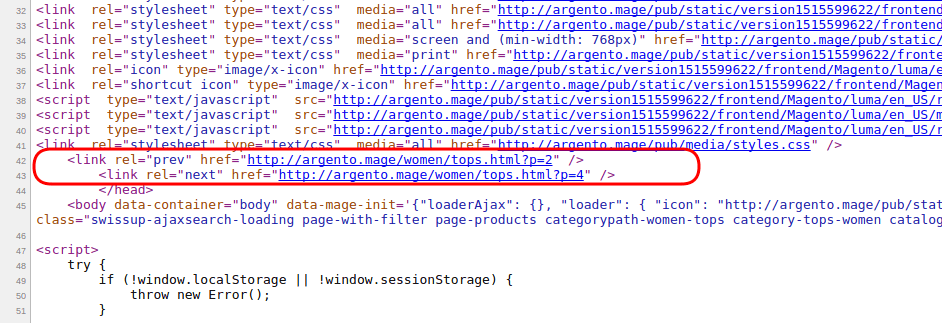 32 <link rel="stylesheet" type="text/css" media="all" href="http://argento.mage/pub/static/version1515599622/frontend
33 <link rel="stylesheet" type="text/css" media="all" href="http://argento.mage/pub/static/version1515599622/frontend
34 <link rel="stylesheet" type="text/css" media="screen and (min-width: 768px)" href="http://argento.mage/pub/static/
35 <link rel="stylesheet" type="text/css" media="print" href="http://argento.mage/pub/static/version1515599622/fronte
36 <link rel="icon" type="image/x-icon" href="http://argento.mage/pub/static/version1515599622/frontend/Magento/luma/e
37 <link rel="shortcut icon" type="image/x-icon" href="http://argento.mage/pub/static/version1515599622/frontend/Magen
38 <script type="text/javascript" src="http://argento.mage/pub/static/version1515599622/frontend/Magento/luma/en_US/r
39 <script type="text/javascript" src="http://argento.mage/pub/static/version1515599622/frontend/Magento/luma/en_US/m
40 <script type="text/javascript" src="http://argento.mage/pub/static/version1515599622/frontend/Magento/luma/en_US/r
41 <link rel="stylesheet" type="text/css" media="all" href="http://argento.mage/pub/media/styles.css" />
42 <link rel="prev" href="http://argento.mage/women/tops.html?p=2" />
43 <link rel="next" href="http://argento.mage/women/tops.html?p=4" />
44 </head>
45 <body data-container="body" data-mage-init='{"loaderAjax": {}, "loader": { "icon": "http://argento.mage/pub/stat
class="swissup-ajaxsearch-loading page-with-filter page-products categorypath-women-tops category-tops-women catalog
46
47 <script>
48 try {
49 if (!window.localStorage || !window.sessionStorage) {
50 throw new Error();
51 }